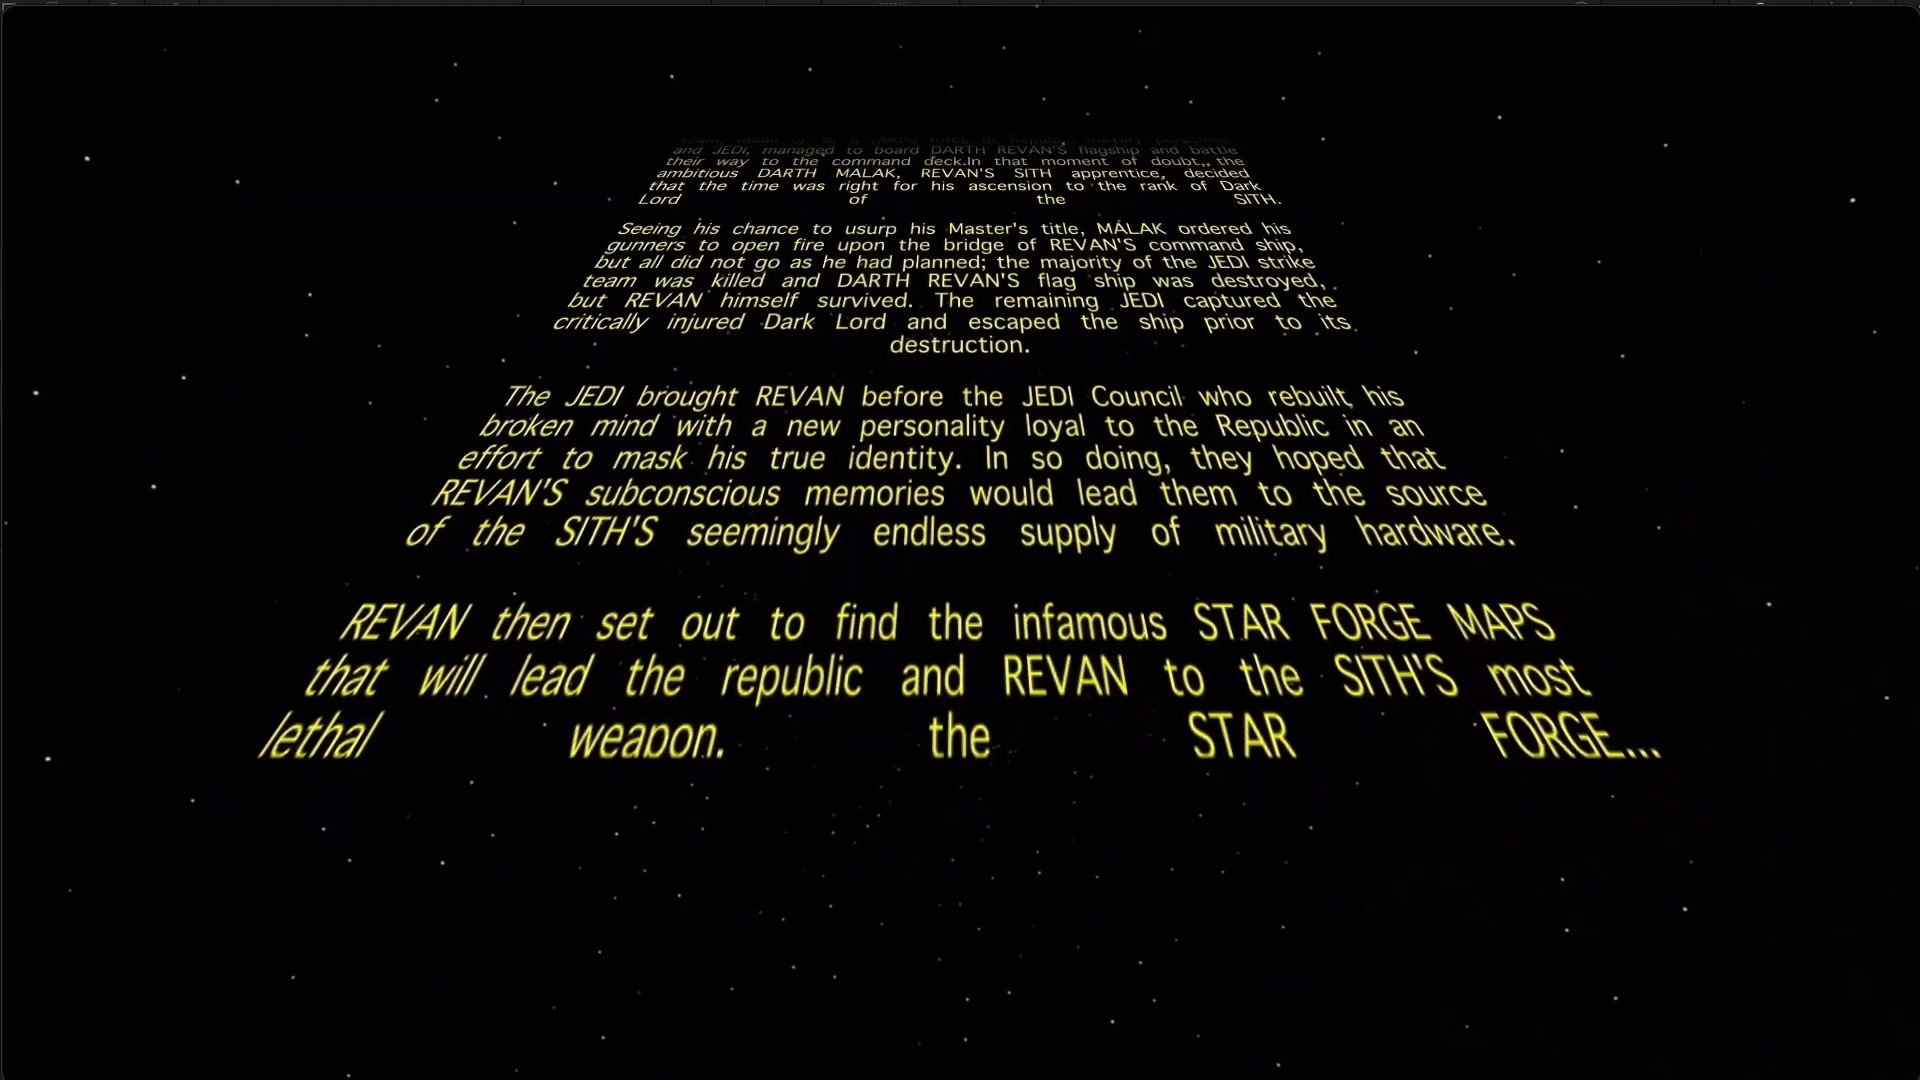 team, made up of a mixed force of Republic military personnel
and JEDI, managed to board DARTH REVAN'S flagship and battle
their way to the command deck.In that moment of doubt,, the
ambitious DARTH MALAK, REVAN'S SITH apprentice, decided
that the time was right for his ascension to the rank of Dark
Lord of the SITH.
Seeing his chance to usurp his Master's title, MALAK ordered his
gunners to open fire upon the bridge of REVAN'S command ship,
but all did not go as he had planned; the majority of the JEDI strike
team was killed and DARTH REVAN'S flag ship was destroyed,
but REVAN himself survived. The remaining JEDI captured the
critically injured Dark Lord and escaped the ship prior to its
destruction.
The JEDI brought REVAN before the JEDI Council who rebuilt his
broken mind with a new personality loyal to the Republic in an
effort to mask his true identity. In so doing, they hoped that
REVAN'S subconscious memories would lead them to the source
of the SITH'S seemingly endless supply of military hardware.
REVAN then set out to find the infamous STAR FORGE MAPS
that will lead the republic and REVAN to the SITH'S most
lethal weapon. the STAR FORGE...